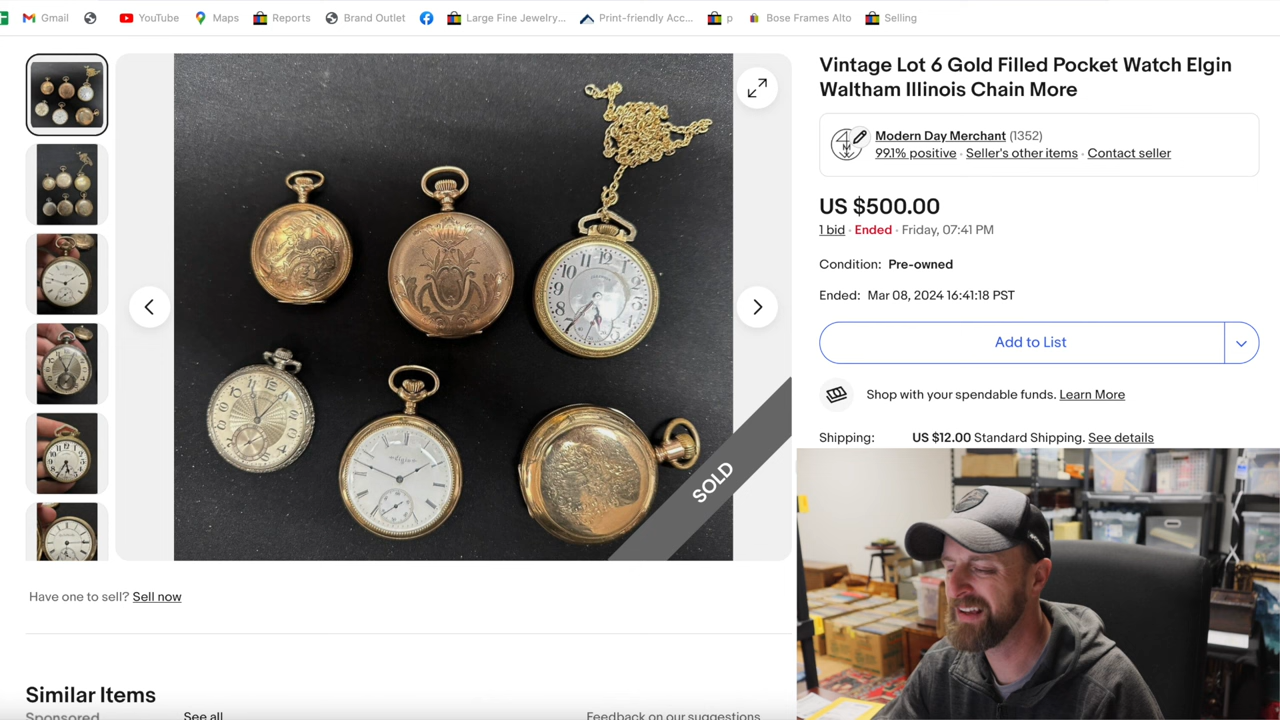 Gmail
YouTube
Maps
Reports
Brand Outlet
Large Fine Jewelry...
Print-friendly Acc...
p
Bose Frames Alto
Selling
Vintage Lot 6 Gold Filled Pocket Watch Elgin
Waltham Illinois Chain More
Modern Day Merchant (1352)
99.1% positive · Seller's other items · Contact seller
US $500.00
1 bid · Ended · Friday, 07:41 PM
Condition: Pre-owned
Ended: Mar 08, 2024 16:41:18 PST
Add to List
Shop with your spendable funds. Learn More
Shipping: US $12.00 Standard Shipping. See details
SOLD
Have one to sell? Sell now
Similar Items
Sponsored See all
Feedback on our suggestions